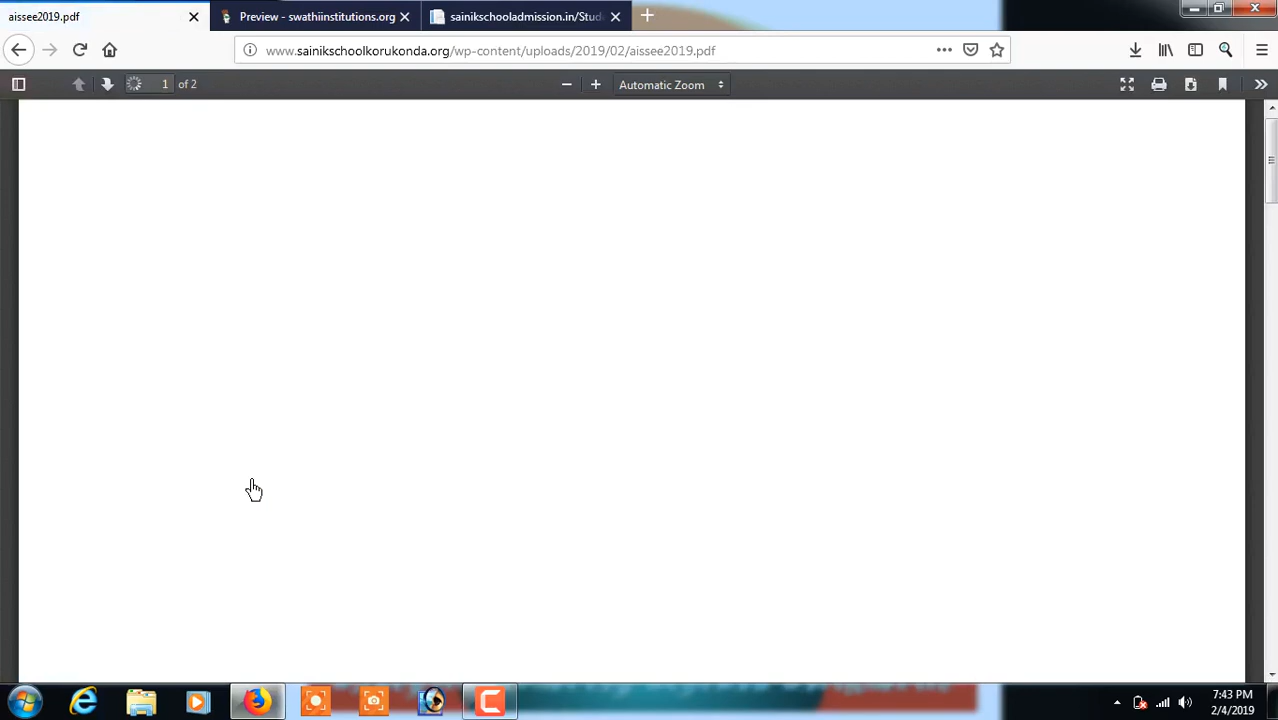 aissee2019.pdf
Preview - swathiinstitutions.org
sainikschooladmission.in/Stud
www.sainikschoolkorukonda.org/wp-content/uploads/2019/02/aissee2019.pdf
1 of 2
Automatic Zoom
7:43 PM
2/4/2019